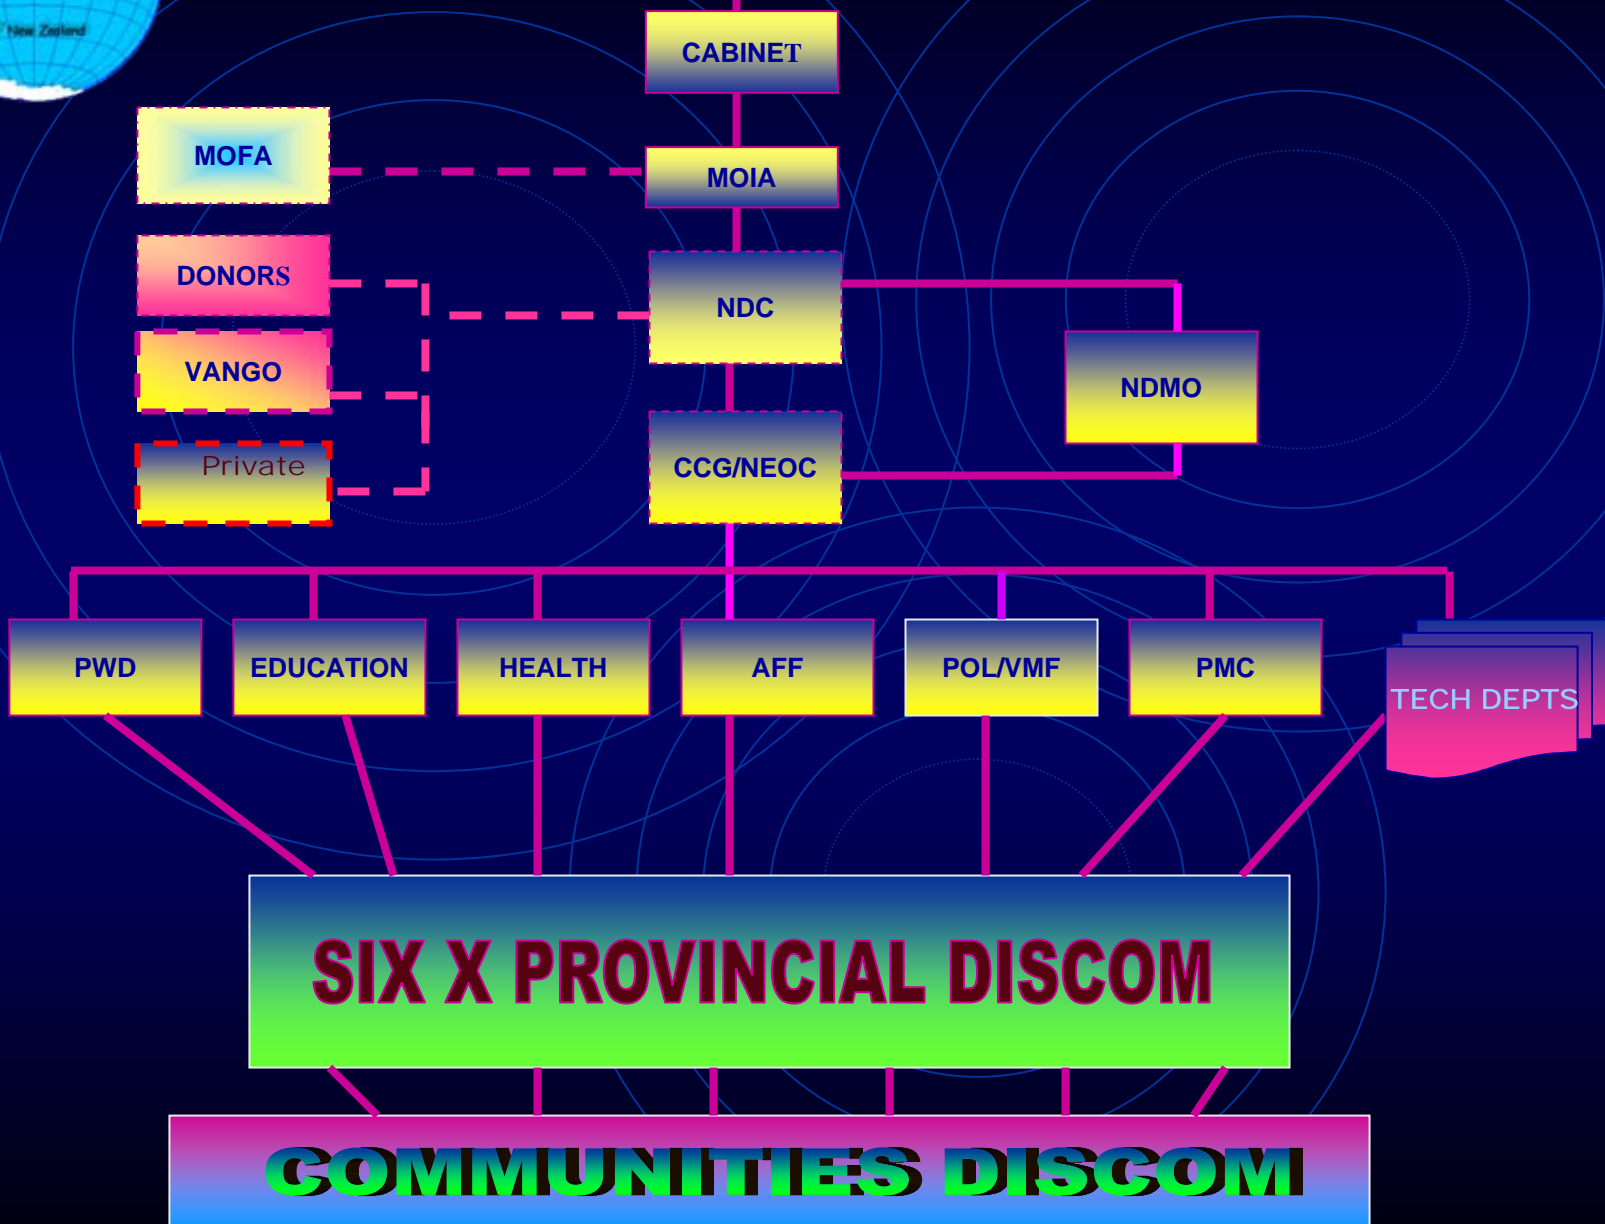 New Zealand
CABINET
MOFA
MOIA
DONORS
NDC
VANGO
NDMO
Private
CCG/NEOC
PWD
EDUCATION
HEALTH
AFF
POL/VMF
PMC
TECH DEPTS
SIX X PROVINCIAL DISCOM
COMMUNITIES DISCOM